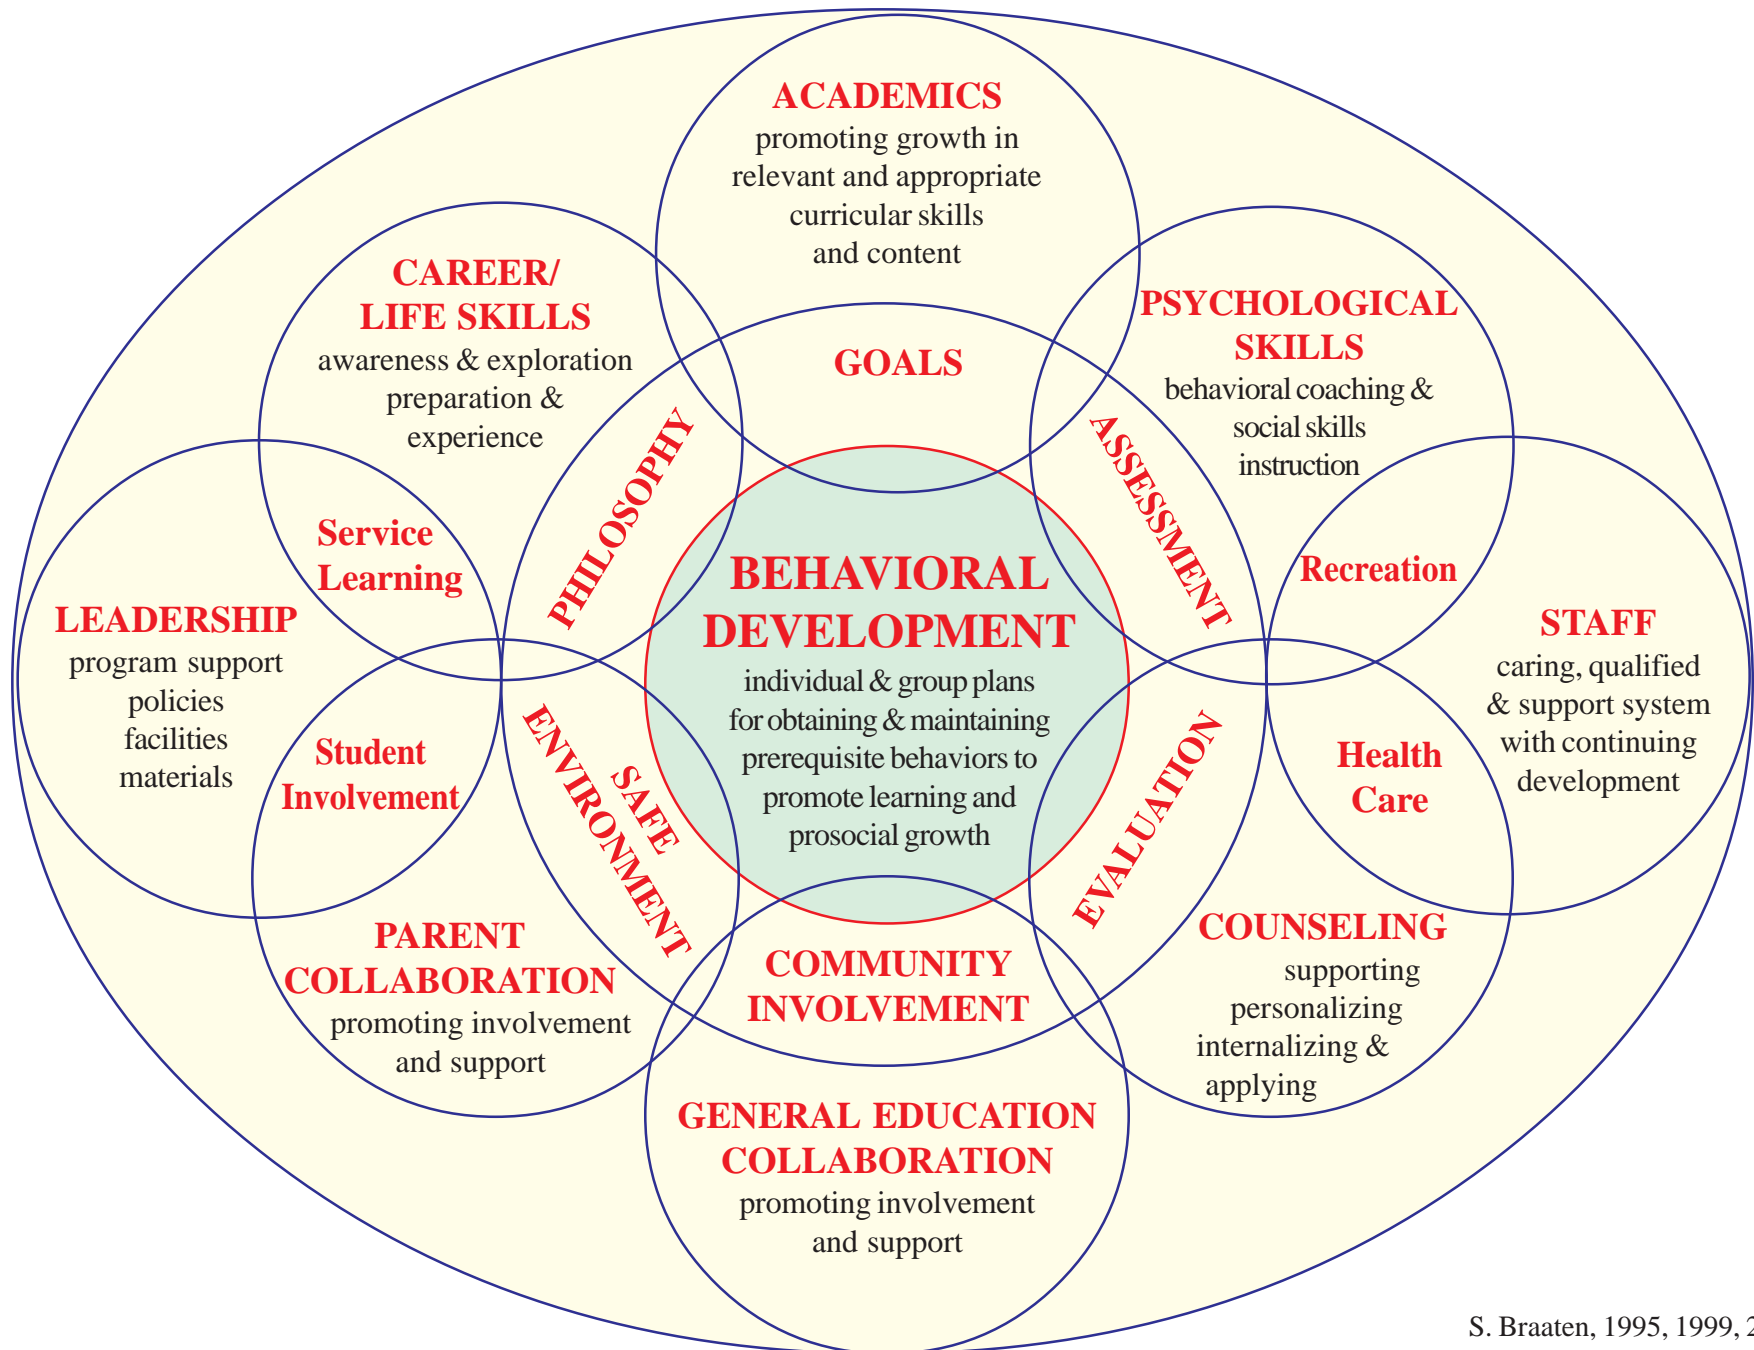 ACADEMICS
promoting growth in
relevant and appropriate
curricular skills
and content
CAREER/
LIFE SKILLS
awareness & exploration
preparation &
experience
PSYCHOLOGICAL
SKILLS
behavioral coaching &
social skills
instruction
GOALS
PHILOSOPHY
ASSESSMENT
Service
Learning
Recreation
LEADERSHIP
program support
policies
facilities
materials
BEHAVIORAL
DEVELOPMENT
individual & group plans
for obtaining & maintaining
prerequisite behaviors to
promote learning and
prosocial growth
STAFF
caring, qualified
& support system
with continuing
development
Student
Involvement
SAFE
ENVIRONMENT
EVALUATION
Health
Care
PARENT
COLLABORATION
promoting involvement
and support
COMMUNITY
INVOLVEMENT
COUNSELING
supporting
personalizing
internalizing &
applying
GENERAL EDUCATION
COLLABORATION
promoting involvement
and support
S. Braaten, 1995, 1999,